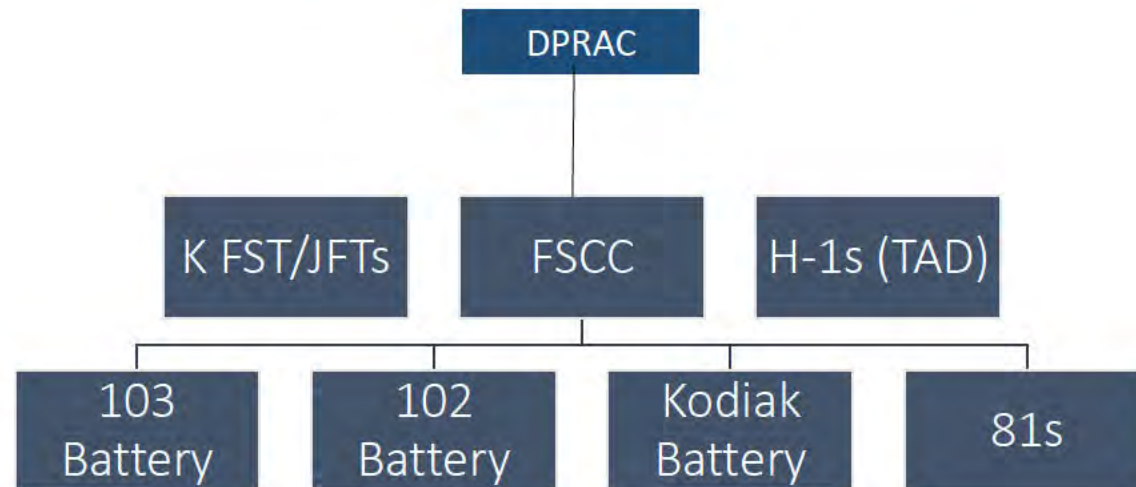 DPRAC
K FST/JFTs
FSCC
H-1s (TAD)
103
Battery
102
Battery
Kodiak
Battery
81s